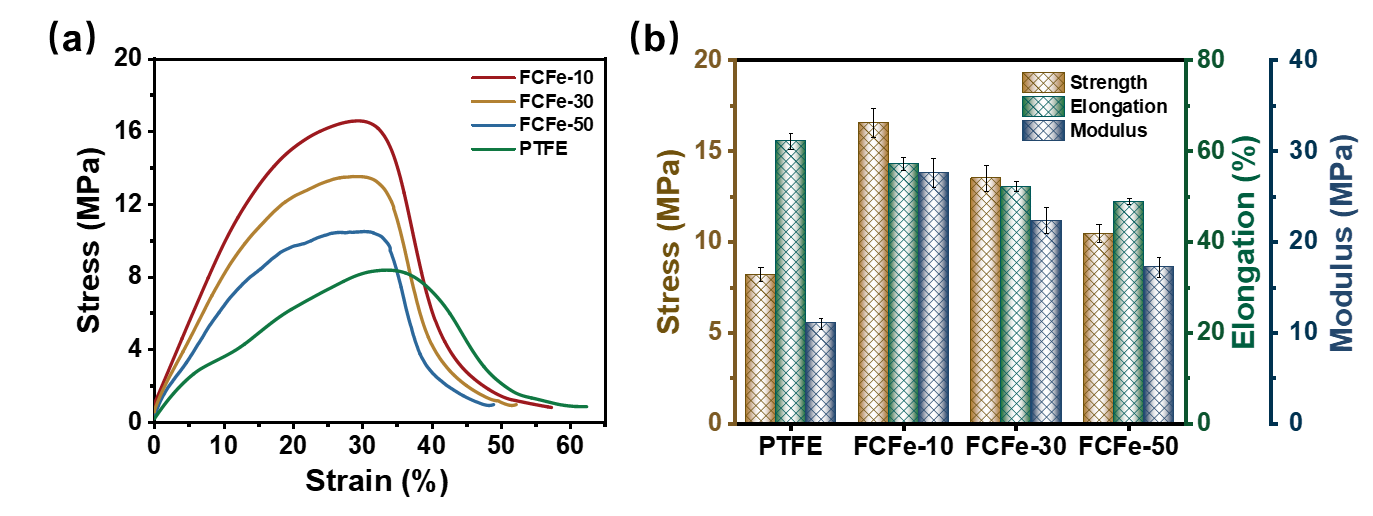 (a)
20
16
12
8
4
0
Stress (MPa)
0 10 20 30 40 50 60
Strain (%)
FCFe-10
FCFe-30
FCFe-50
PTFE
(b)
20
15
10
5
0
Stress (MPa)
PTFE FCFe-10 FCFe-30 FCFe-50
Strength
Elongation
Modulus
80
60
40
20
0
Elongation (%)
40
30
20
10
0
Modulus (MPa)